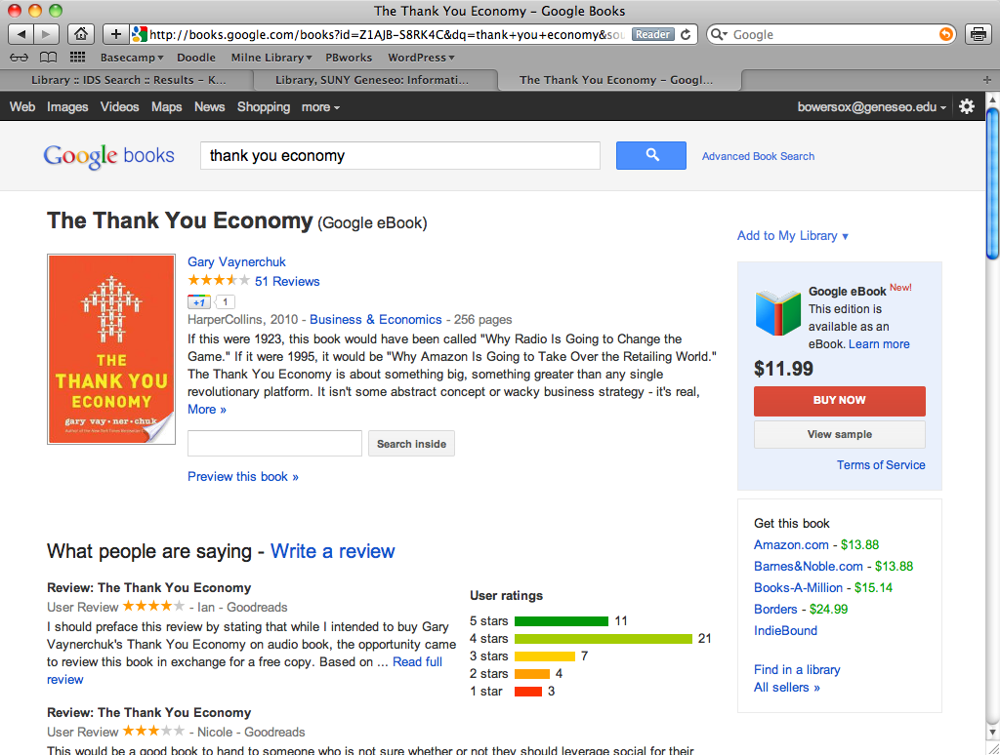 The Thank You Economy – Google Books
http://books.google.com/books?id=Z1AJB-S8RK4C&dq=thank+you+economy&sou Reader
Google
Basecamp▾ Doodle Milne Library▾ PBworks WordPress▾
Library :: IDS Search :: Results – K... Library, SUNY Geneseo: Informati... The Thank You Economy – Googl...
Web Images Videos Maps News Shopping more bowersox@geneseo.edu
Google books thank you economy Advanced Book Search
The Thank You Economy (Google eBook)
Add to My Library ▾
Gary Vaynerchuk
51 Reviews
+1 1
HarperCollins, 2010 - Business & Economics - 256 pages
If this were 1923, this book would have been called "Why Radio Is Going to Change the
Game." If it were 1995, it would be "Why Amazon Is Going to Take Over the Retailing World."
The Thank You Economy is about something big, something greater than any single
revolutionary platform. It isn't some abstract concept or wacky business strategy - it's real,
More »
Search inside
Preview this book »
THE
THANK YOU
ECONOMY
gary vay•ner•chuk
Google eBook New!
This edition is
available as an
eBook. Learn more
$11.99
BUY NOW
View sample
Terms of Service
Get this book
Amazon.com - $13.88
Barnes&Noble.com - $13.88
Books-A-Million - $15.14
Borders - $24.99
IndieBound
Find in a library
All sellers »
What people are saying - Write a review
Review: The Thank You Economy
User Review - Ian - Goodreads
I should preface this review by stating that while I intended to buy Gary
Vaynerchuk's Thank You Economy on audio book, the opportunity came
to review this book in exchange for a free copy. Based on ... Read full
review
User ratings
5 stars 11
4 stars 21
3 stars 7
2 stars 4
1 star 3
Review: The Thank You Economy
User Review - Nicole - Goodreads
This would be a good book to hand to someone who is not sure whether or not they should leverage social for their